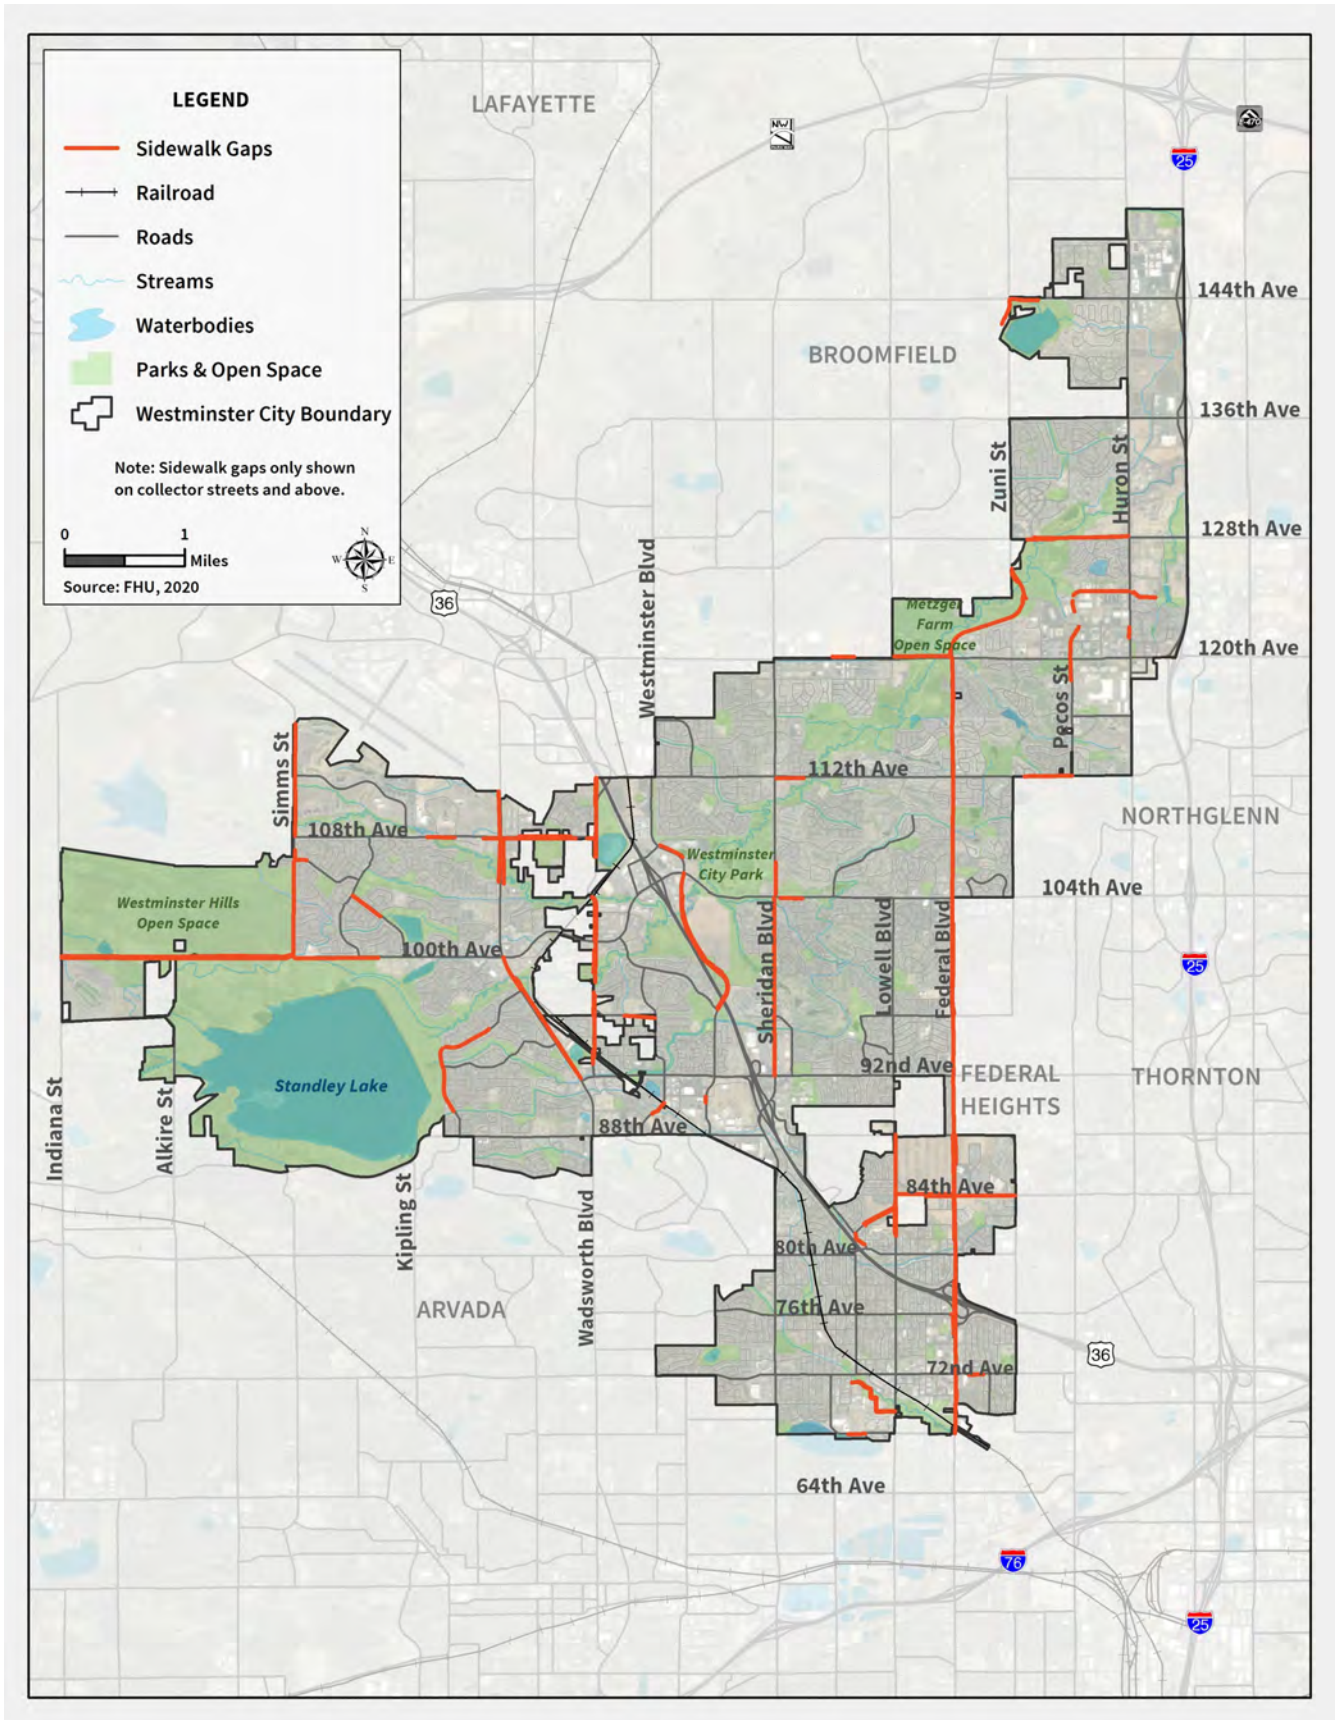 LEGEND
Sidewalk Gaps
Railroad
Roads
Streams
Waterbodies
Parks & Open Space
Westminster City Boundary
Note: Sidewalk gaps only shown
on collector streets and above.
0 1
Miles
Source: FHU, 2020
N
W E
S
LAFAYETTE
NW
25
144th Ave
BROOMFIELD
136th Ave
Zuni St
Huron St
128th Ave
36
Westminster Blvd
Metzger
Farm
Open Space
120th Ave
Pecos St
Simms St
112th Ave
108th Ave
NORTHGLENN
Westminster
City Park
104th Ave
Westminster Hills
Open Space
100th Ave
Sheridan Blvd
Lowell Blvd
Federal Blvd
25
92nd Ave
FEDERAL
HEIGHTS
THORNTON
Standley Lake
Indiana St
Alkire St
88th Ave
Kipling St
84th Ave
Wadsworth Blvd
80th Ave
ARVADA
76th Ave
36
72nd Ave
64th Ave
76
25